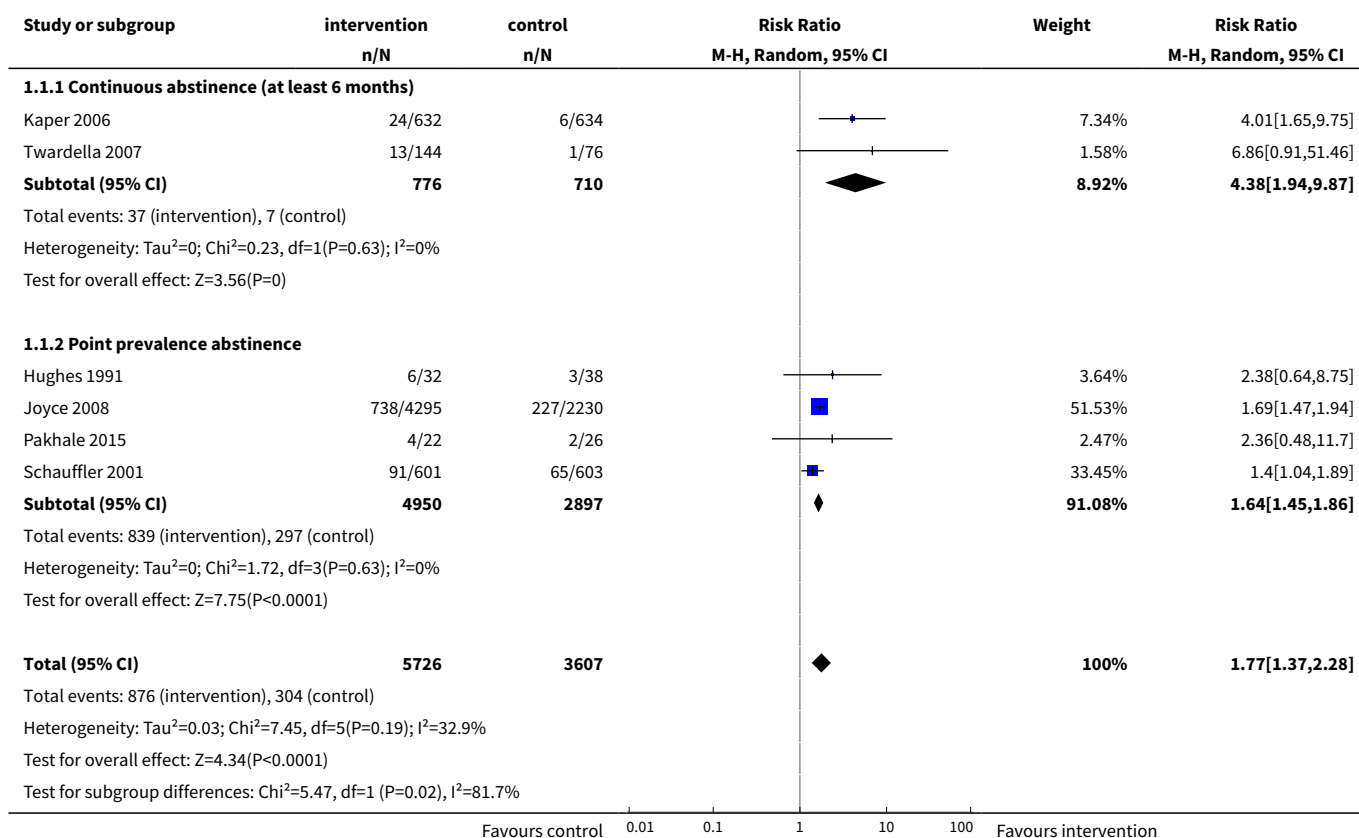 Study or subgroup intervention control Risk Ratio Weight Risk Ratio
n/N n/N M-H, Random, 95% CI M-H, Random, 95% CI
1.1.1 Continuous abstinence (at least 6 months)
Kaper 2006 24/632 6/634 7.34% 4.01[1.65,9.75]
Twardella 2007 13/144 1/76 1.58% 6.86[0.91,51.46]
Subtotal (95% CI) 776 710 8.92% 4.38[1.94,9.87]
Total events: 37 (intervention), 7 (control)
Heterogeneity: Tau²=0; Chi²=0.23, df=1(P=0.63); I²=0%
Test for overall effect: Z=3.56(P=0)
1.1.2 Point prevalence abstinence
Hughes 1991 6/32 3/38 3.64% 2.38[0.64,8.75]
Joyce 2008 738/4295 227/2230 51.53% 1.69[1.47,1.94]
Pakhale 2015 4/22 2/26 2.47% 2.36[0.48,11.7]
Schauffler 2001 91/601 65/603 33.45% 1.4[1.04,1.89]
Subtotal (95% CI) 4950 2897 91.08% 1.64[1.45,1.86]
Total events: 839 (intervention), 297 (control)
Heterogeneity: Tau²=0; Chi²=1.72, df=3(P=0.63); I²=0%
Test for overall effect: Z=7.75(P<0.0001)
Total (95% CI) 5726 3607 100% 1.77[1.37,2.28]
Total events: 876 (intervention), 304 (control)
Heterogeneity: Tau²=0.03; Chi²=7.45, df=5(P=0.19); I²=32.9%
Test for overall effect: Z=4.34(P<0.0001)
Test for subgroup differences: Chi²=5.47, df=1 (P=0.02), I²=81.7%
Favours control 0.01 0.1 1 10 100 Favours intervention